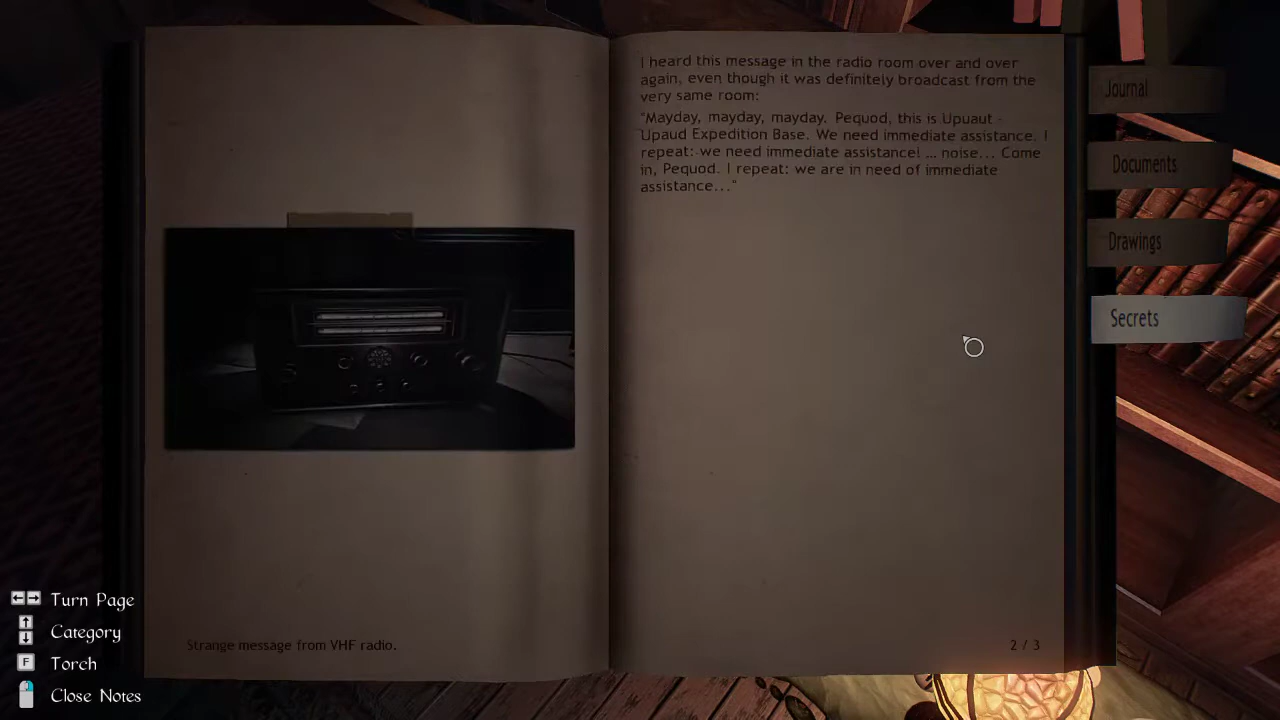 I heard this message in the radio room over and over
again, even though it was definitely broadcast from the
very same room:
"Mayday, mayday, mayday. Pequod, this is Upuaut -
Upaud Expedition Base. We need immediate assistance. I
repeat: we need immediate assistance! ... noise... Come
in, Pequod. I repeat: we are in need of immediate
assistance..."
Strange message from VHF radio.
2 / 3
Journal
Documents
Drawings
Secrets
Turn Page
Category
F Torch
Close Notes